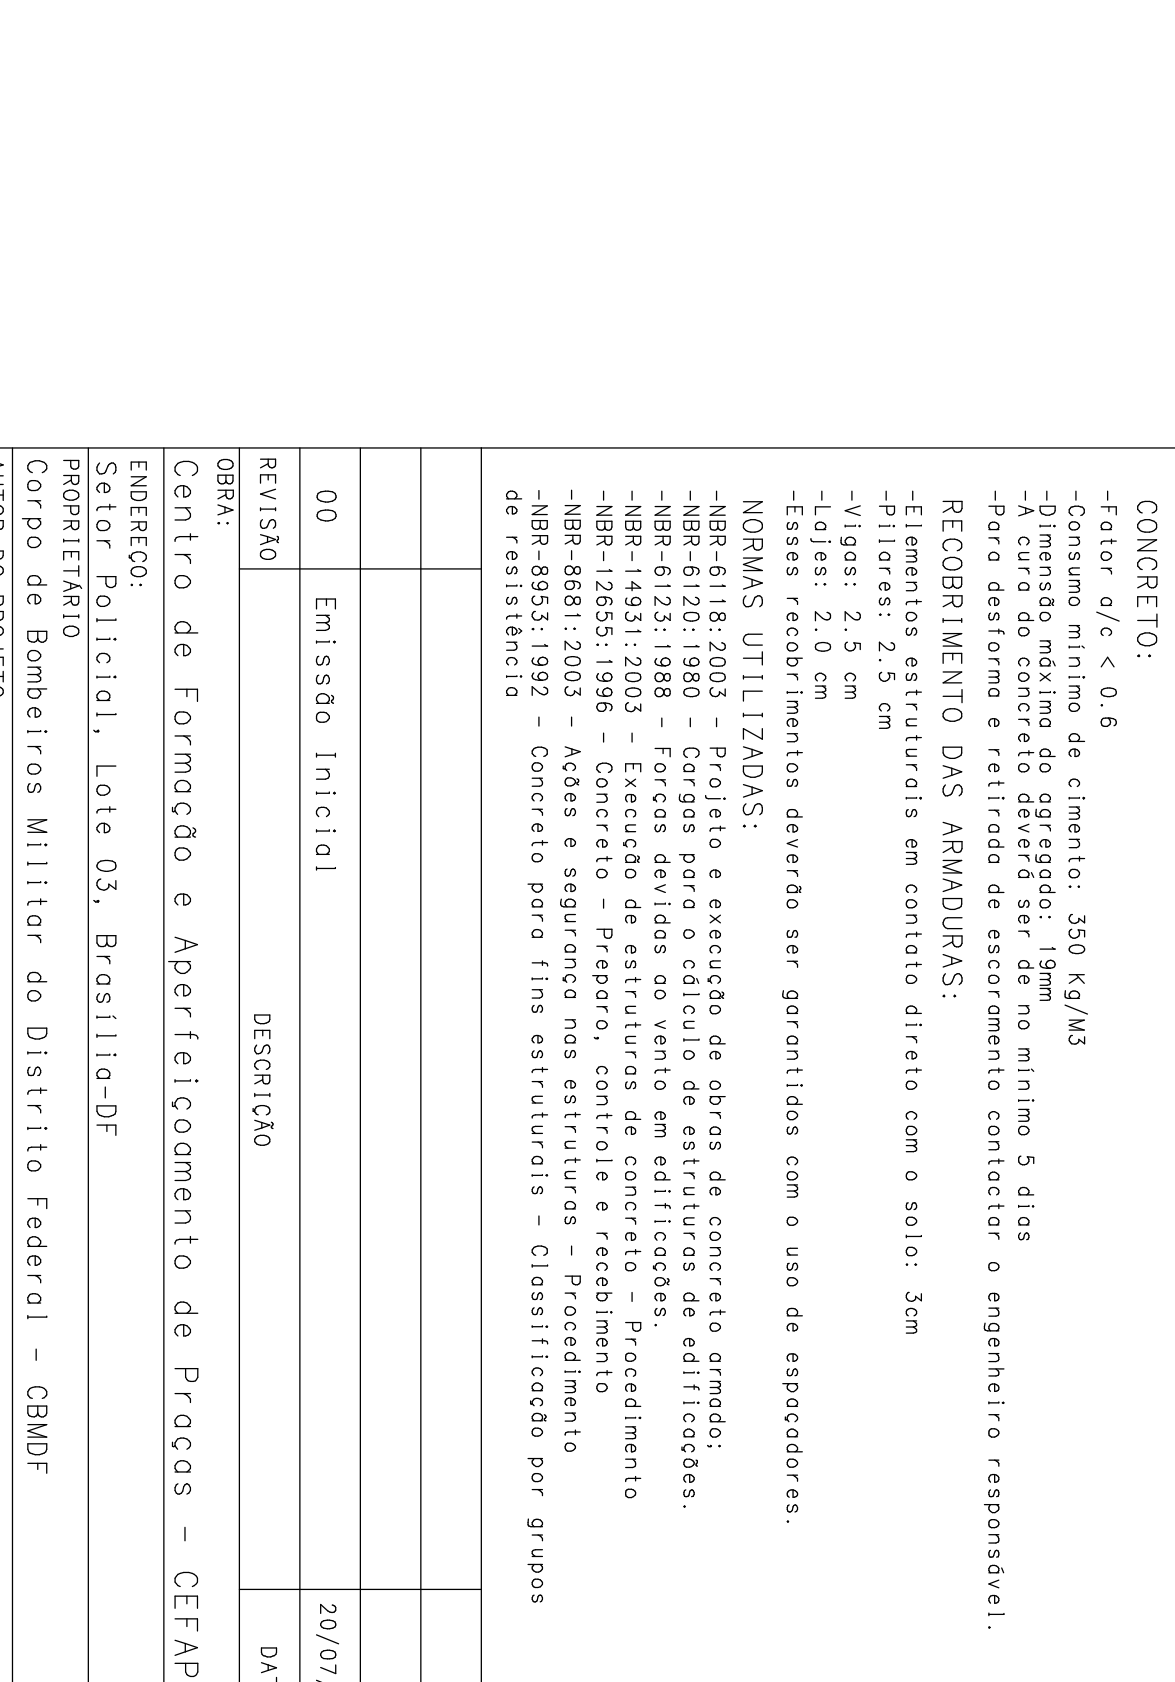 CONCRETO:
-Fator a/c < 0.6
-Consumo mínimo de cimento: 350 Kg/M3
-Dimensão máxima do agregado: 19mm
-A cura do concreto deverá ser de no mínimo 5 dias
-Para desforma e retirada de escoramento contactar o engenheiro responsável.
RECOBRIMENTO DAS ARMADURAS:
-Elementos estruturais em contato direto com o solo: 3cm
-Pilares: 2.5 cm
-Vigas: 2.5 cm
-Lajes: 2.0 cm
-Esses recobrimentos deverão ser garantidos com o uso de espaçadores.
NORMAS UTILIZADAS:
-NBR-6118:2003 - Projeto e execução de obras de concreto armado;
-NBR-6120:1980 - Cargas para o cálculo de estruturas de edificações.
-NBR-6123:1988 - Forças devidas ao vento em edificações.
-NBR-14931:2003 - Execução de estruturas de concreto - Procedimento
-NBR-12655:1996 - Concreto - Preparo, controle e recebimento
-NBR-8681:2003 - Ações e segurança nas estruturas - Procedimento
-NBR-8953:1992 - Concreto para fins estruturais - Classificação por grupos
de resistência
00 Emissão Inicial 20/07/
REVISÃO DESCRIÇÃO DAT
OBRA:
Centro de Formação e Aperfeiçoamento de Praças - CEFAP
ENDEREÇO:
Setor Policial, Lote 03, Brasília-DF
PROPRIETÁRIO
Corpo de Bombeiros Militar do Distrito Federal - CBMDF
AUTOR DO PROJETO